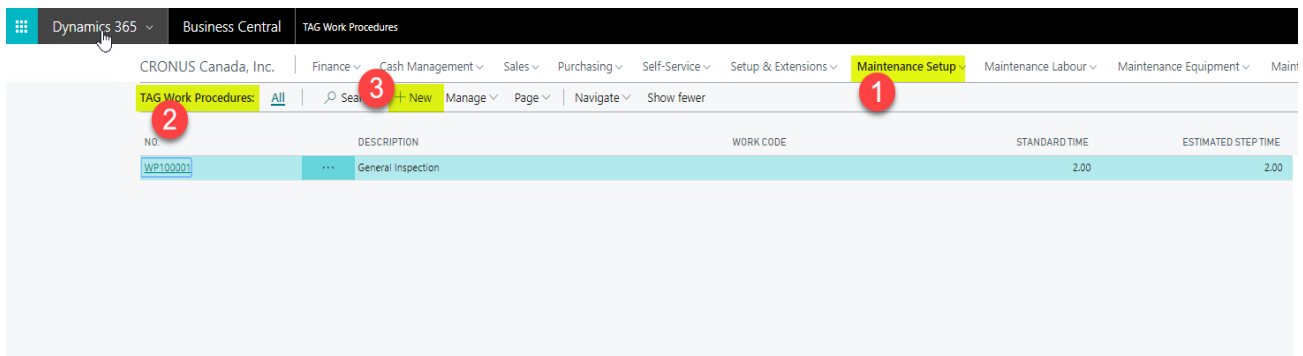 Dynamics 365 Business Central TAG Work Procedures
CRONUS Canada, Inc. Finance Cash Management Sales Purchasing Self-Service Setup & Extensions Maintenance Setup Maintenance Labour Maintenance Equipment
3 1
TAG Work Procedures: All + New Manage Page Navigate Show fewer
2
NO. DESCRIPTION WORK CODE STANDARD TIME ESTIMATED STEP TIME
WP100001 ... General Inspection 2.00 2.00